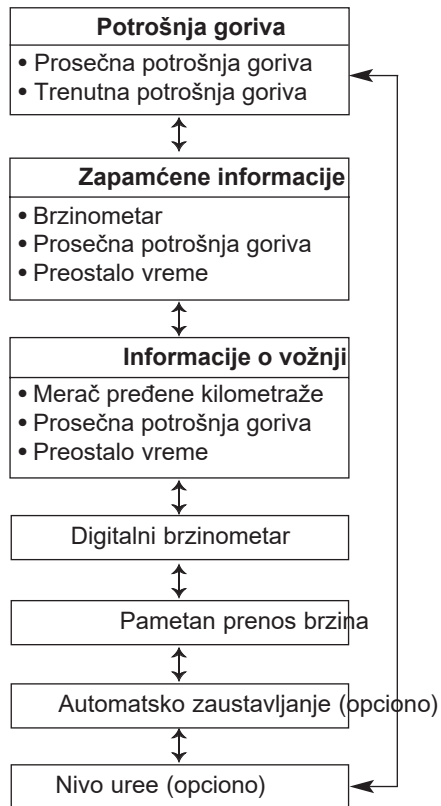 Potrošnja goriva
• Prosečna potrošnja goriva
• Trenutna potrošnja goriva
Zapamćene informacije
• Brzinometar
• Prosečna potrošnja goriva
• Preostalo vreme
Informacije o vožnji
• Merač pređene kilometraže
• Prosečna potrošnja goriva
• Preostalo vreme
Digitalni brzinometar
Pametan prenos brzina
Automatsko zaustavljanje (opciono)
Nivo uree (opciono)